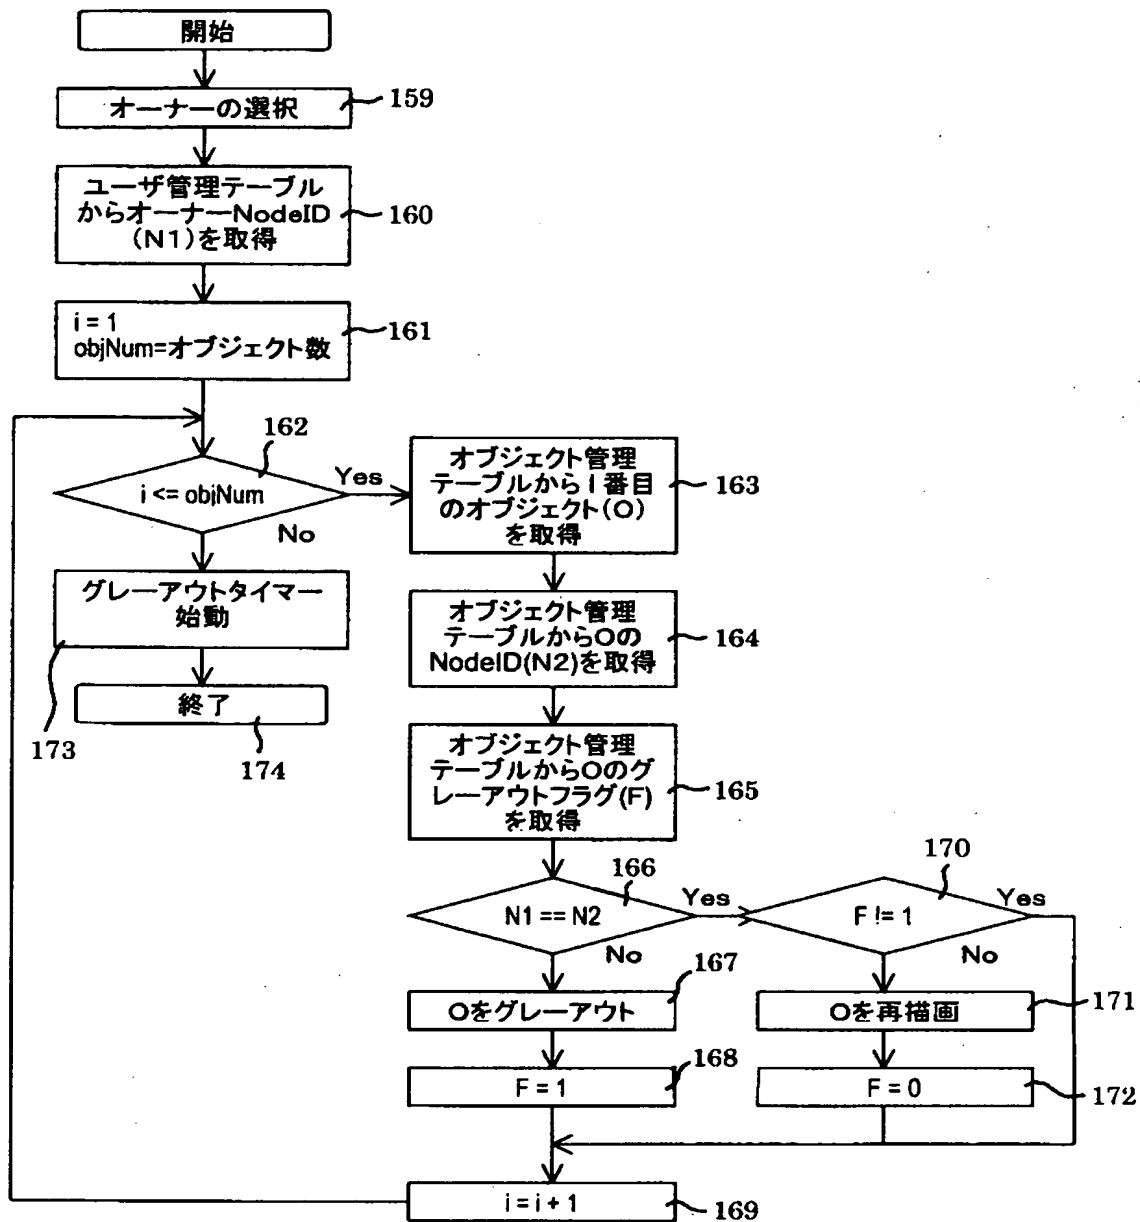 開始
オーナーの選択
159
ユーザ管理テーブル
からオーナーNodeID
(N1)を取得
160
i = 1
objNum=オブジェクト数
161
162
i <= objNum
Yes
No
オブジェクト管理
テーブルからI番目
のオブジェクト(O)
を取得
163
グレーアウトタイマー
始動
173
終了
174
オブジェクト管理
テーブルからOの
NodeID(N2)を取得
164
オブジェクト管理
テーブルからOのグ
レーアウトフラグ(F)
を取得
165
166
N1 == N2
Yes
No
170
F != 1
Yes
No
Oをグレーアウト
167
Oを再描画
171
F = 1
168
F = 0
172
i = i + 1
169